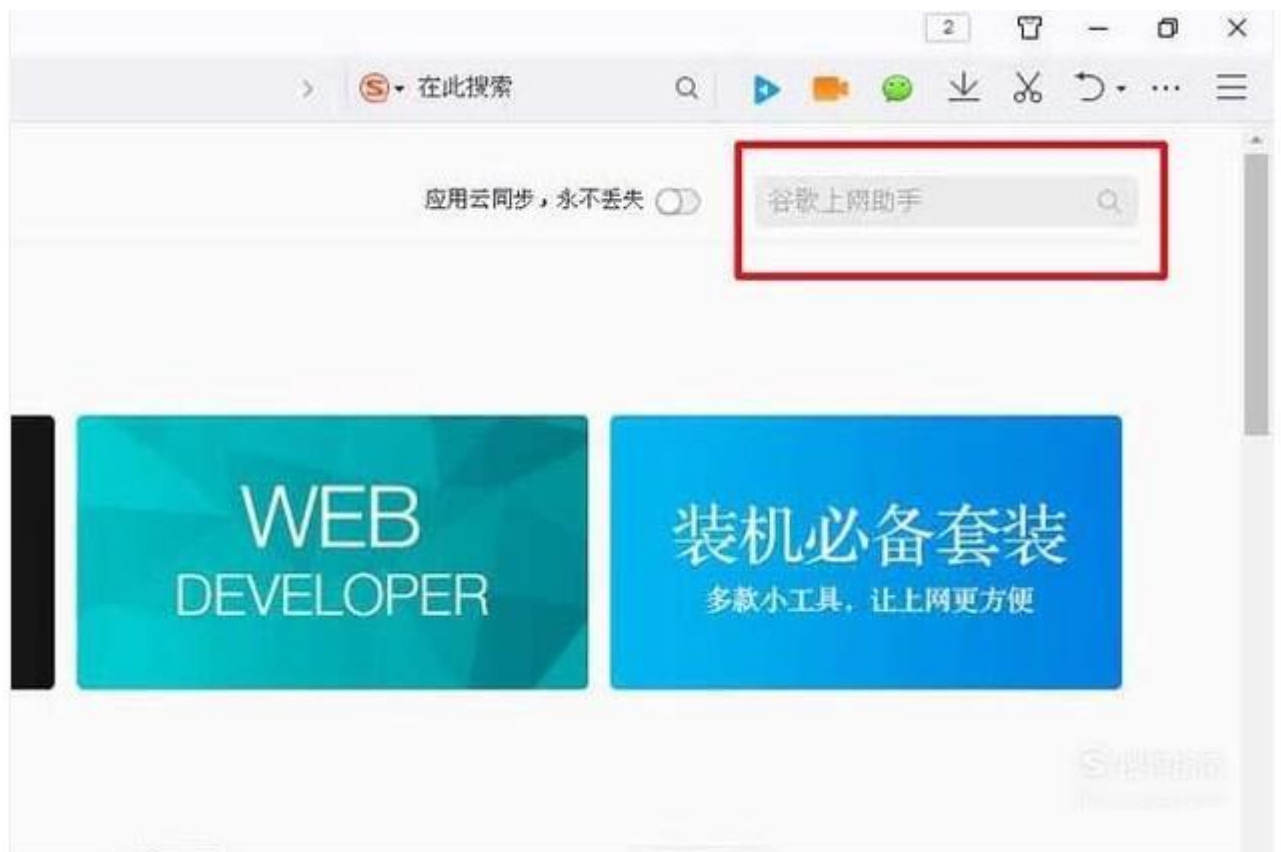 2
在此搜索
应用云同步，永不丢失
谷歌上网助手
WEB
DEVELOPER
装机必备套装
多款小工具，让上网更方便